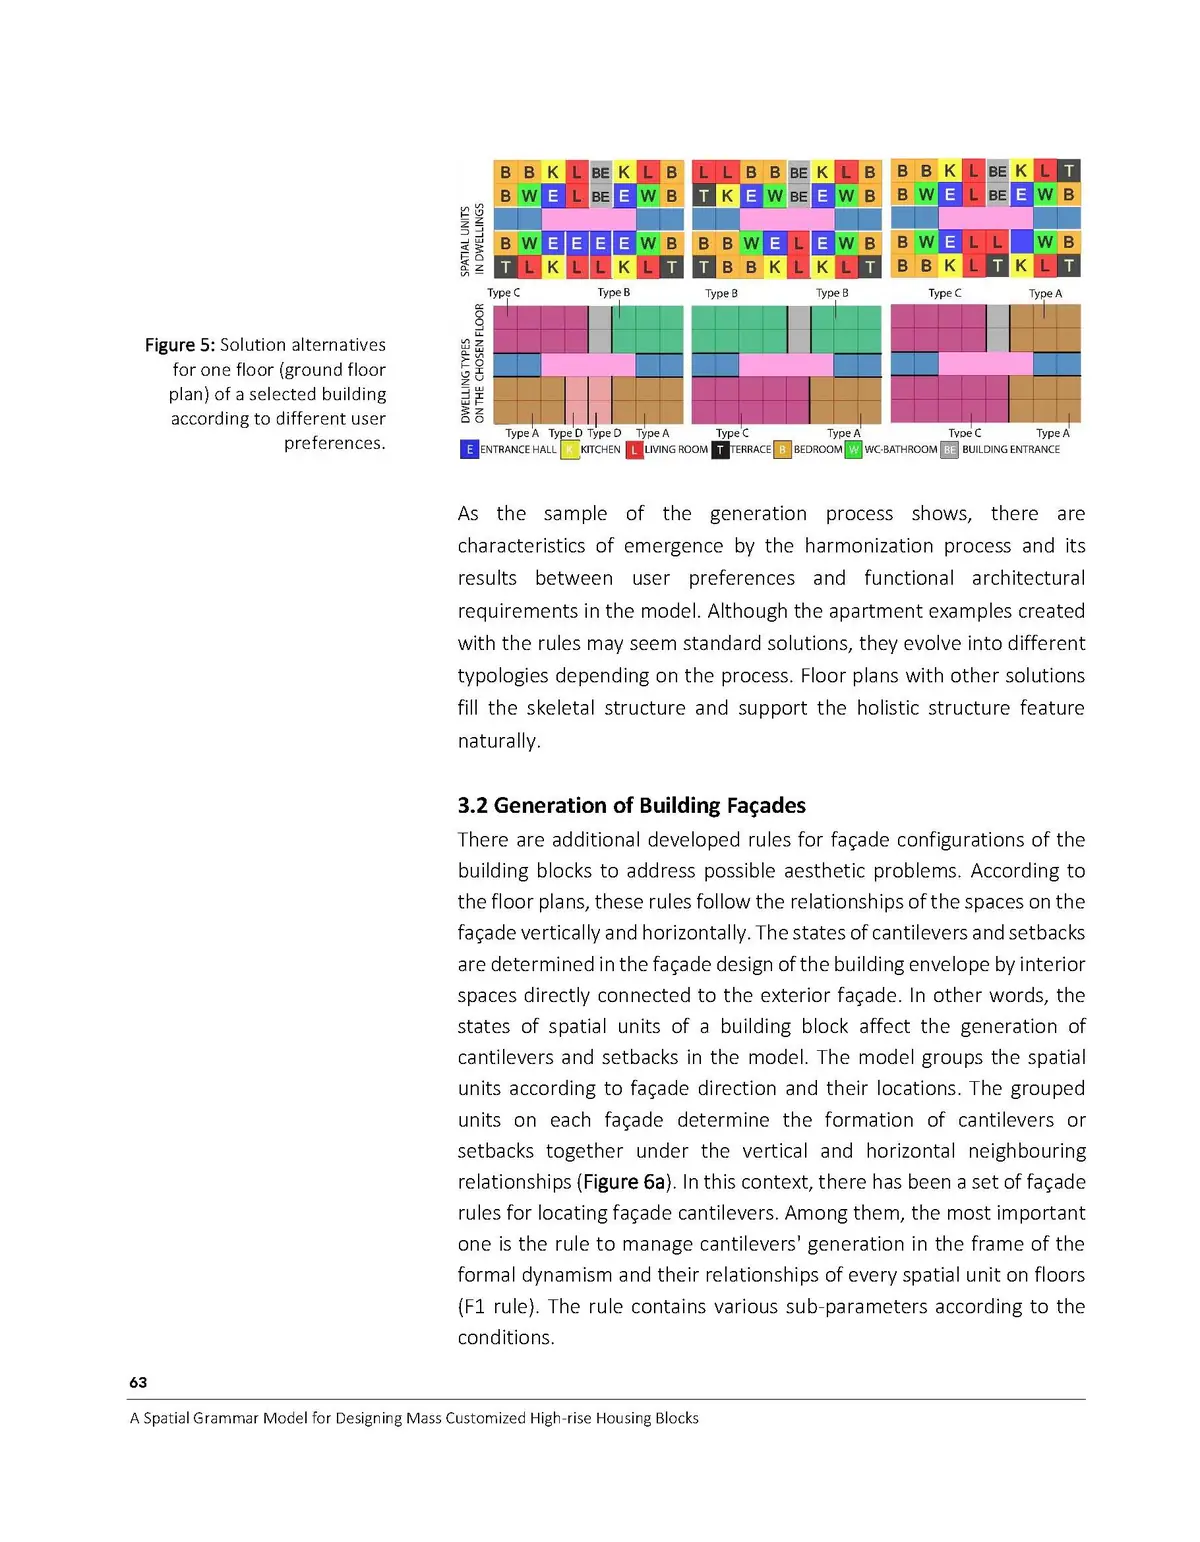 SPATIAL UNITS
IN DWELLINGS
B B K L BE K L B L L B B BE K L B B B K L BE K L T
B W E L BE E W B T K E W BE E W B B W E L BE E W B
B W E E E E W B B B W E L E W B B W E L L W B
T L K L L K L T T B B K L K L T B B K L T K L T
Type C Type B Type B Type B Type C Type A
DWELLING TYPES
ON THE CHOSEN FLOOR
Type A Type D Type D Type A Type C Type A Type C Type A
E ENTRANCE HALL K KITCHEN L LIVING ROOM T TERRACE B BEDROOM W WC-BATHROOM BE BUILDING ENTRANCE
Figure 5: Solution alternatives
for one floor (ground floor
plan) of a selected building
according to different user
preferences.
As the sample of the generation process shows, there are
characteristics of emergence by the harmonization process and its
results between user preferences and functional architectural
requirements in the model. Although the apartment examples created
with the rules may seem standard solutions, they evolve into different
typologies depending on the process. Floor plans with other solutions
fill the skeletal structure and support the holistic structure feature
naturally.
3.2 Generation of Building Façades
There are additional developed rules for façade configurations of the
building blocks to address possible aesthetic problems. According to
the floor plans, these rules follow the relationships of the spaces on the
façade vertically and horizontally. The states of cantilevers and setbacks
are determined in the façade design of the building envelope by interior
spaces directly connected to the exterior façade. In other words, the
states of spatial units of a building block affect the generation of
cantilevers and setbacks in the model. The model groups the spatial
units according to façade direction and their locations. The grouped
units on each façade determine the formation of cantilevers or
setbacks together under the vertical and horizontal neighbouring
relationships (Figure 6a). In this context, there has been a set of façade
rules for locating façade cantilevers. Among them, the most important
one is the rule to manage cantilevers' generation in the frame of the
formal dynamism and their relationships of every spatial unit on floors
(F1 rule). The rule contains various sub-parameters according to the
conditions.
63
A Spatial Grammar Model for Designing Mass Customized High-rise Housing Blocks